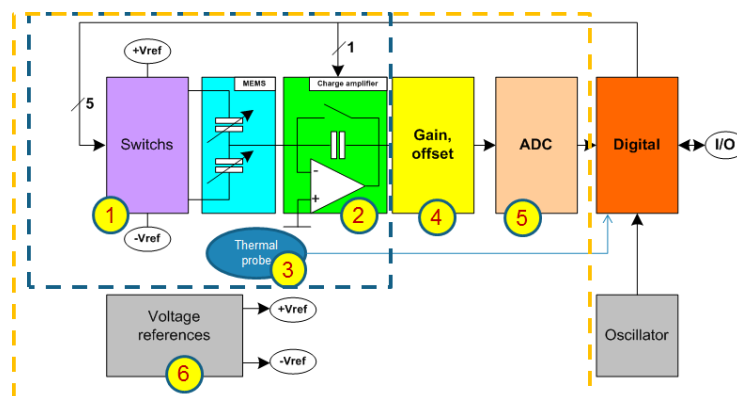 +Vref
1
5
MEMS
Charge amplifier
Switchs
Gain,
offset
ADC
Digital
I/O
-
+
1
2
4
5
-Vref
Thermal
probe
3
Voltage
references
+Vref
-Vref
6
Oscillator